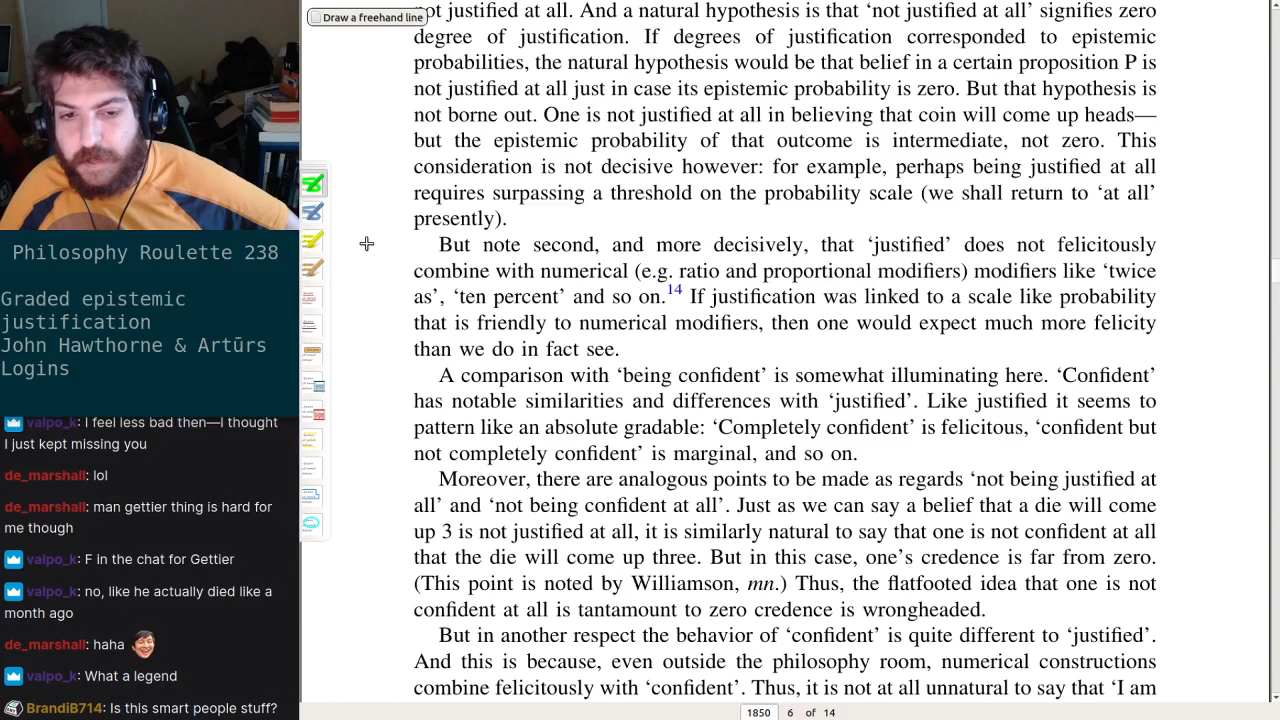 Draw a freehand line
not justified at all. And a natural hypothesis is that ‘not justified at all’ signifies zero
degree of justification. If degrees of justification corresponded to epistemic
probabilities, the natural hypothesis would be that belief in a certain proposition P is
not justified at all just in case its epistemic probability is zero. But that hypothesis is
not borne out. One is not justified at all in believing that coin will come up heads—
but the epistemic probability of that outcome is intermediate, not zero. This
consideration is not decisive however: for example, perhaps being justified at all
requires surpassing a threshold on the probability scale (we shall return to ‘at all’
presently).
But note second, and more decisively, that ‘justified’ does not felicitously
combine with numerical (e.g. ratio and proportional modifiers) modifiers like ‘twice
as’, ‘ten percent’ and so on.14 If justification was linked to a scale like probability
that is friendly to numerical modifiers, then one would expect far more felicity
than we do in fact see.
A comparison with ‘being confident’ is somewhat illuminating here. ‘Confident’
has notable similarities and differences with ‘justified’. Like justified it seems to
pattern like an absolute gradable: ‘Completely confident’ is felicitous, ‘confident but
not completely confident’ is marginal, and so on.
Moreover, there are analogous points to be made as regards ‘not being justified at
all’ and ‘not being confident at all’. Just as we can say a belief that a die will come
up 3 is not justified at all, it is similarly natural to say that one is not confident at all
that the die will come up three. But in this case, one’s credence is far from zero.
(This point is noted by Williamson, mn.) Thus, the flatfooted idea that one is not
confident at all is tantamount to zero credence is wrongheaded.
But in another respect the behavior of ‘confident’ is quite different to ‘justified’.
And this is because, even outside the philosophy room, numerical constructions
combine felicitously with ‘confident’. Thus, it is not at all unnatural to say that ‘I am
1850 6 of 14
Philosophy Roulette 238
Graded epistemic
justification
John Hawthorne & Artūrs
Logins
valpo_k: I feel less bad then—I thought
I just kept missing you
de_marshall: lol
de_marshall: man gettier thing is hard for
me though
valpo_k: F in the chat for Gettier
valpo_k: no, like he actually died like a
month ago
de_marshall: haha
valpo_k: What a legend
BrandiB714: Is this smart people stuff?